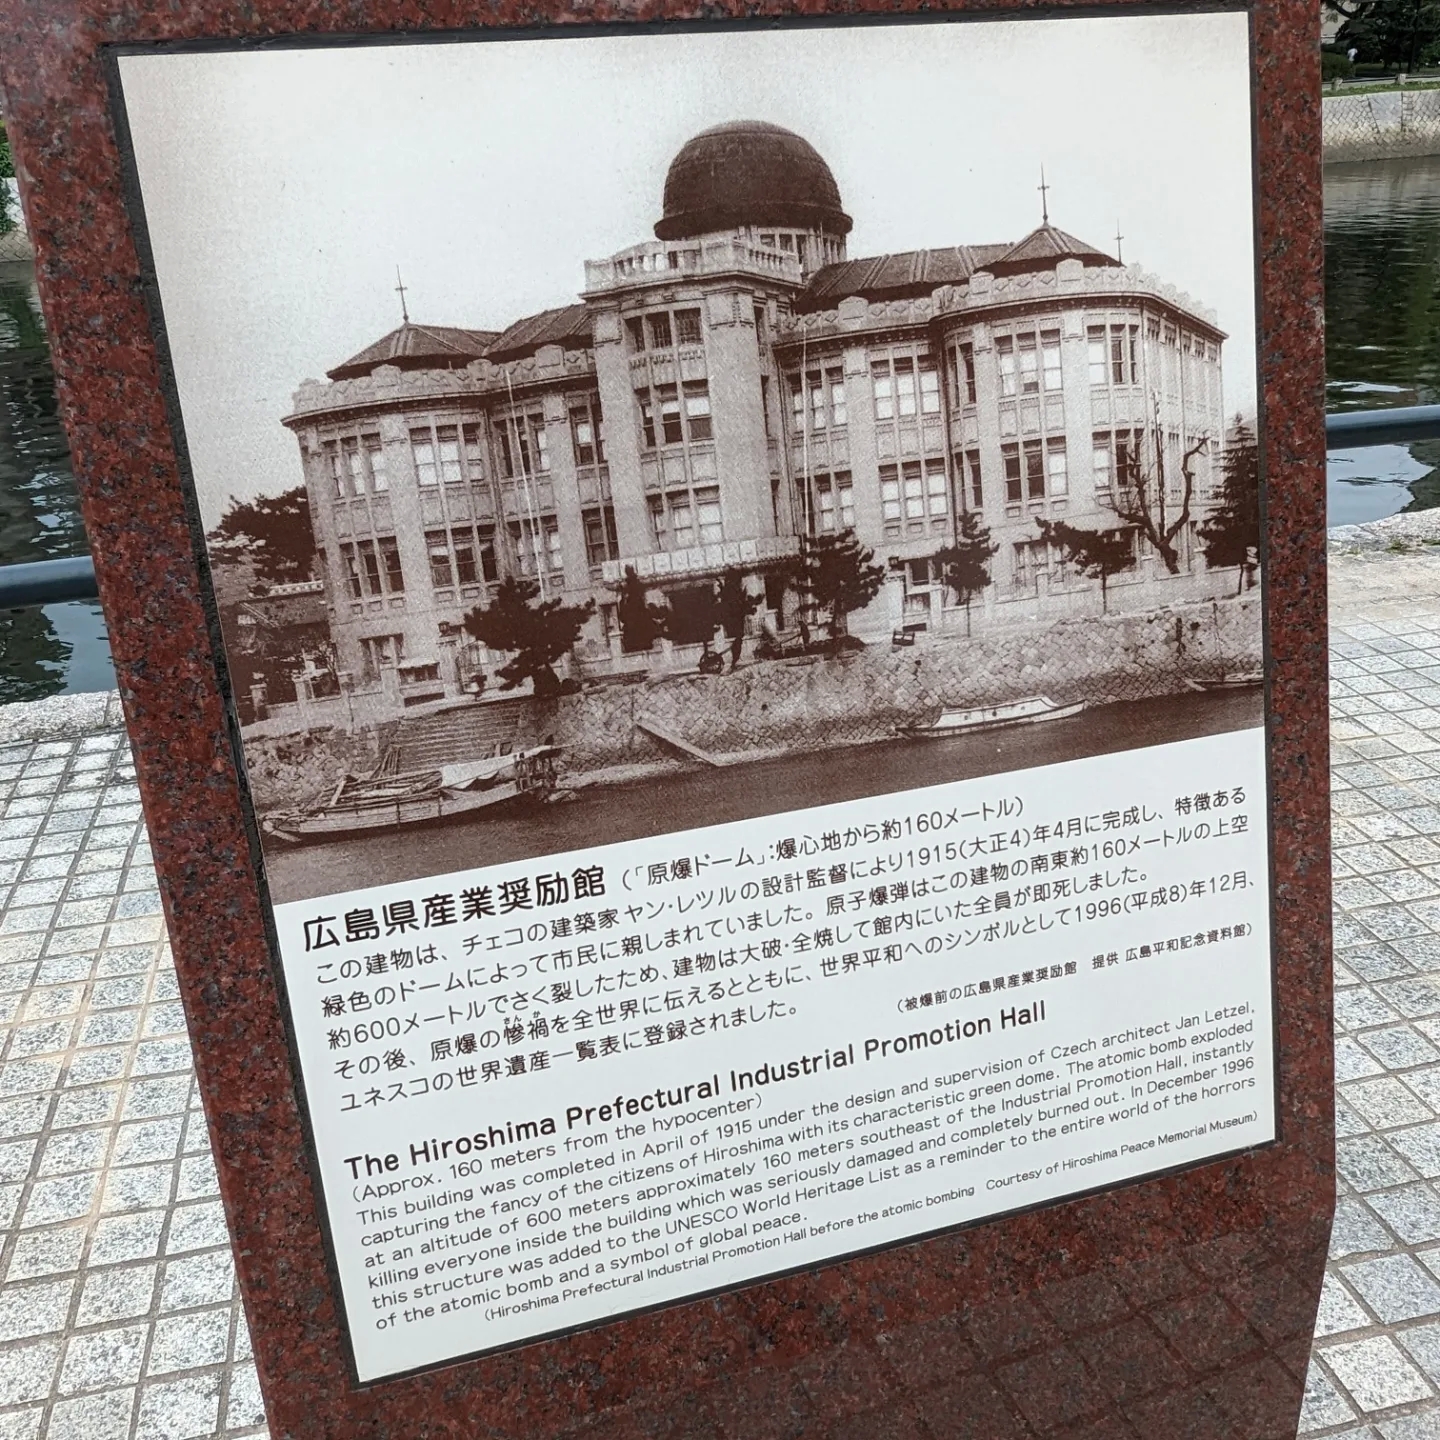 広島県産業奨励館（「原爆ドーム」：爆心地から約160メートル）
この建物は、チェコの建築家ヤン・レツルの設計監督により1915（大正4）年4月に完成し、特徴ある
緑色のドームによって市民に親しまれていました。原子爆弾はこの建物の南東約160メートルの上空
約600メートルでさく裂したため、建物は大破・全焼して館内にいた全員が即死しました。
その後、原爆の惨禍を全世界に伝えるとともに、世界平和へのシンボルとして1996（平成8）年12月、
ユネスコの世界遺産一覧表に登録されました。
（被爆前の広島県産業奨励館　提供 広島平和記念資料館）
The Hiroshima Prefectural Industrial Promotion Hall
(Approx. 160 meters from the hypocenter)
This building was completed in April of 1915 under the design and supervision of Czech architect Jan Letzel,
capturing the fancy of the citizens of Hiroshima with its characteristic green dome. The atomic bomb exploded
at an altitude of 600 meters approximately 160 meters southeast of the Industrial Promotion Hall, instantly
killing everyone inside the building which was seriously damaged and completely burned out. In December 1996
this structure was added to the UNESCO World Heritage List as a reminder to the entire world of the horrors
of the atomic bomb and a symbol of global peace.
(Hiroshima Prefectural Industrial Promotion Hall before the atomic bombing Courtesy of Hiroshima Peace Memorial Museum)